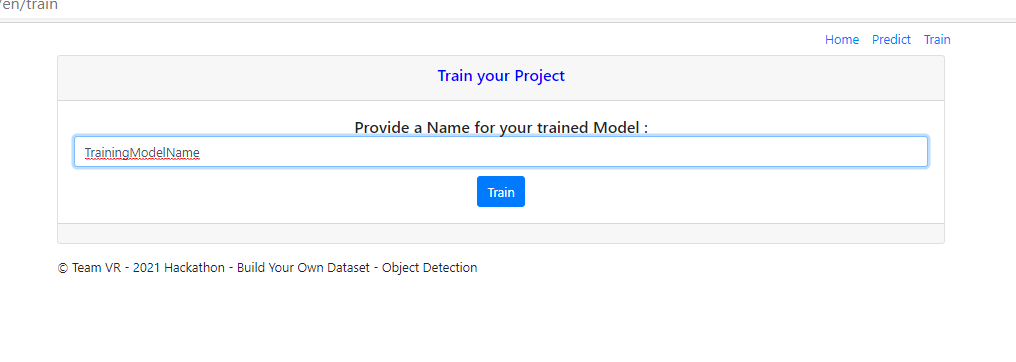 /en/train
Home Predict Train
Train your Project
Provide a Name for your trained Model :
TrainingModelName
Train
© Team VR - 2021 Hackathon - Build Your Own Dataset - Object Detection